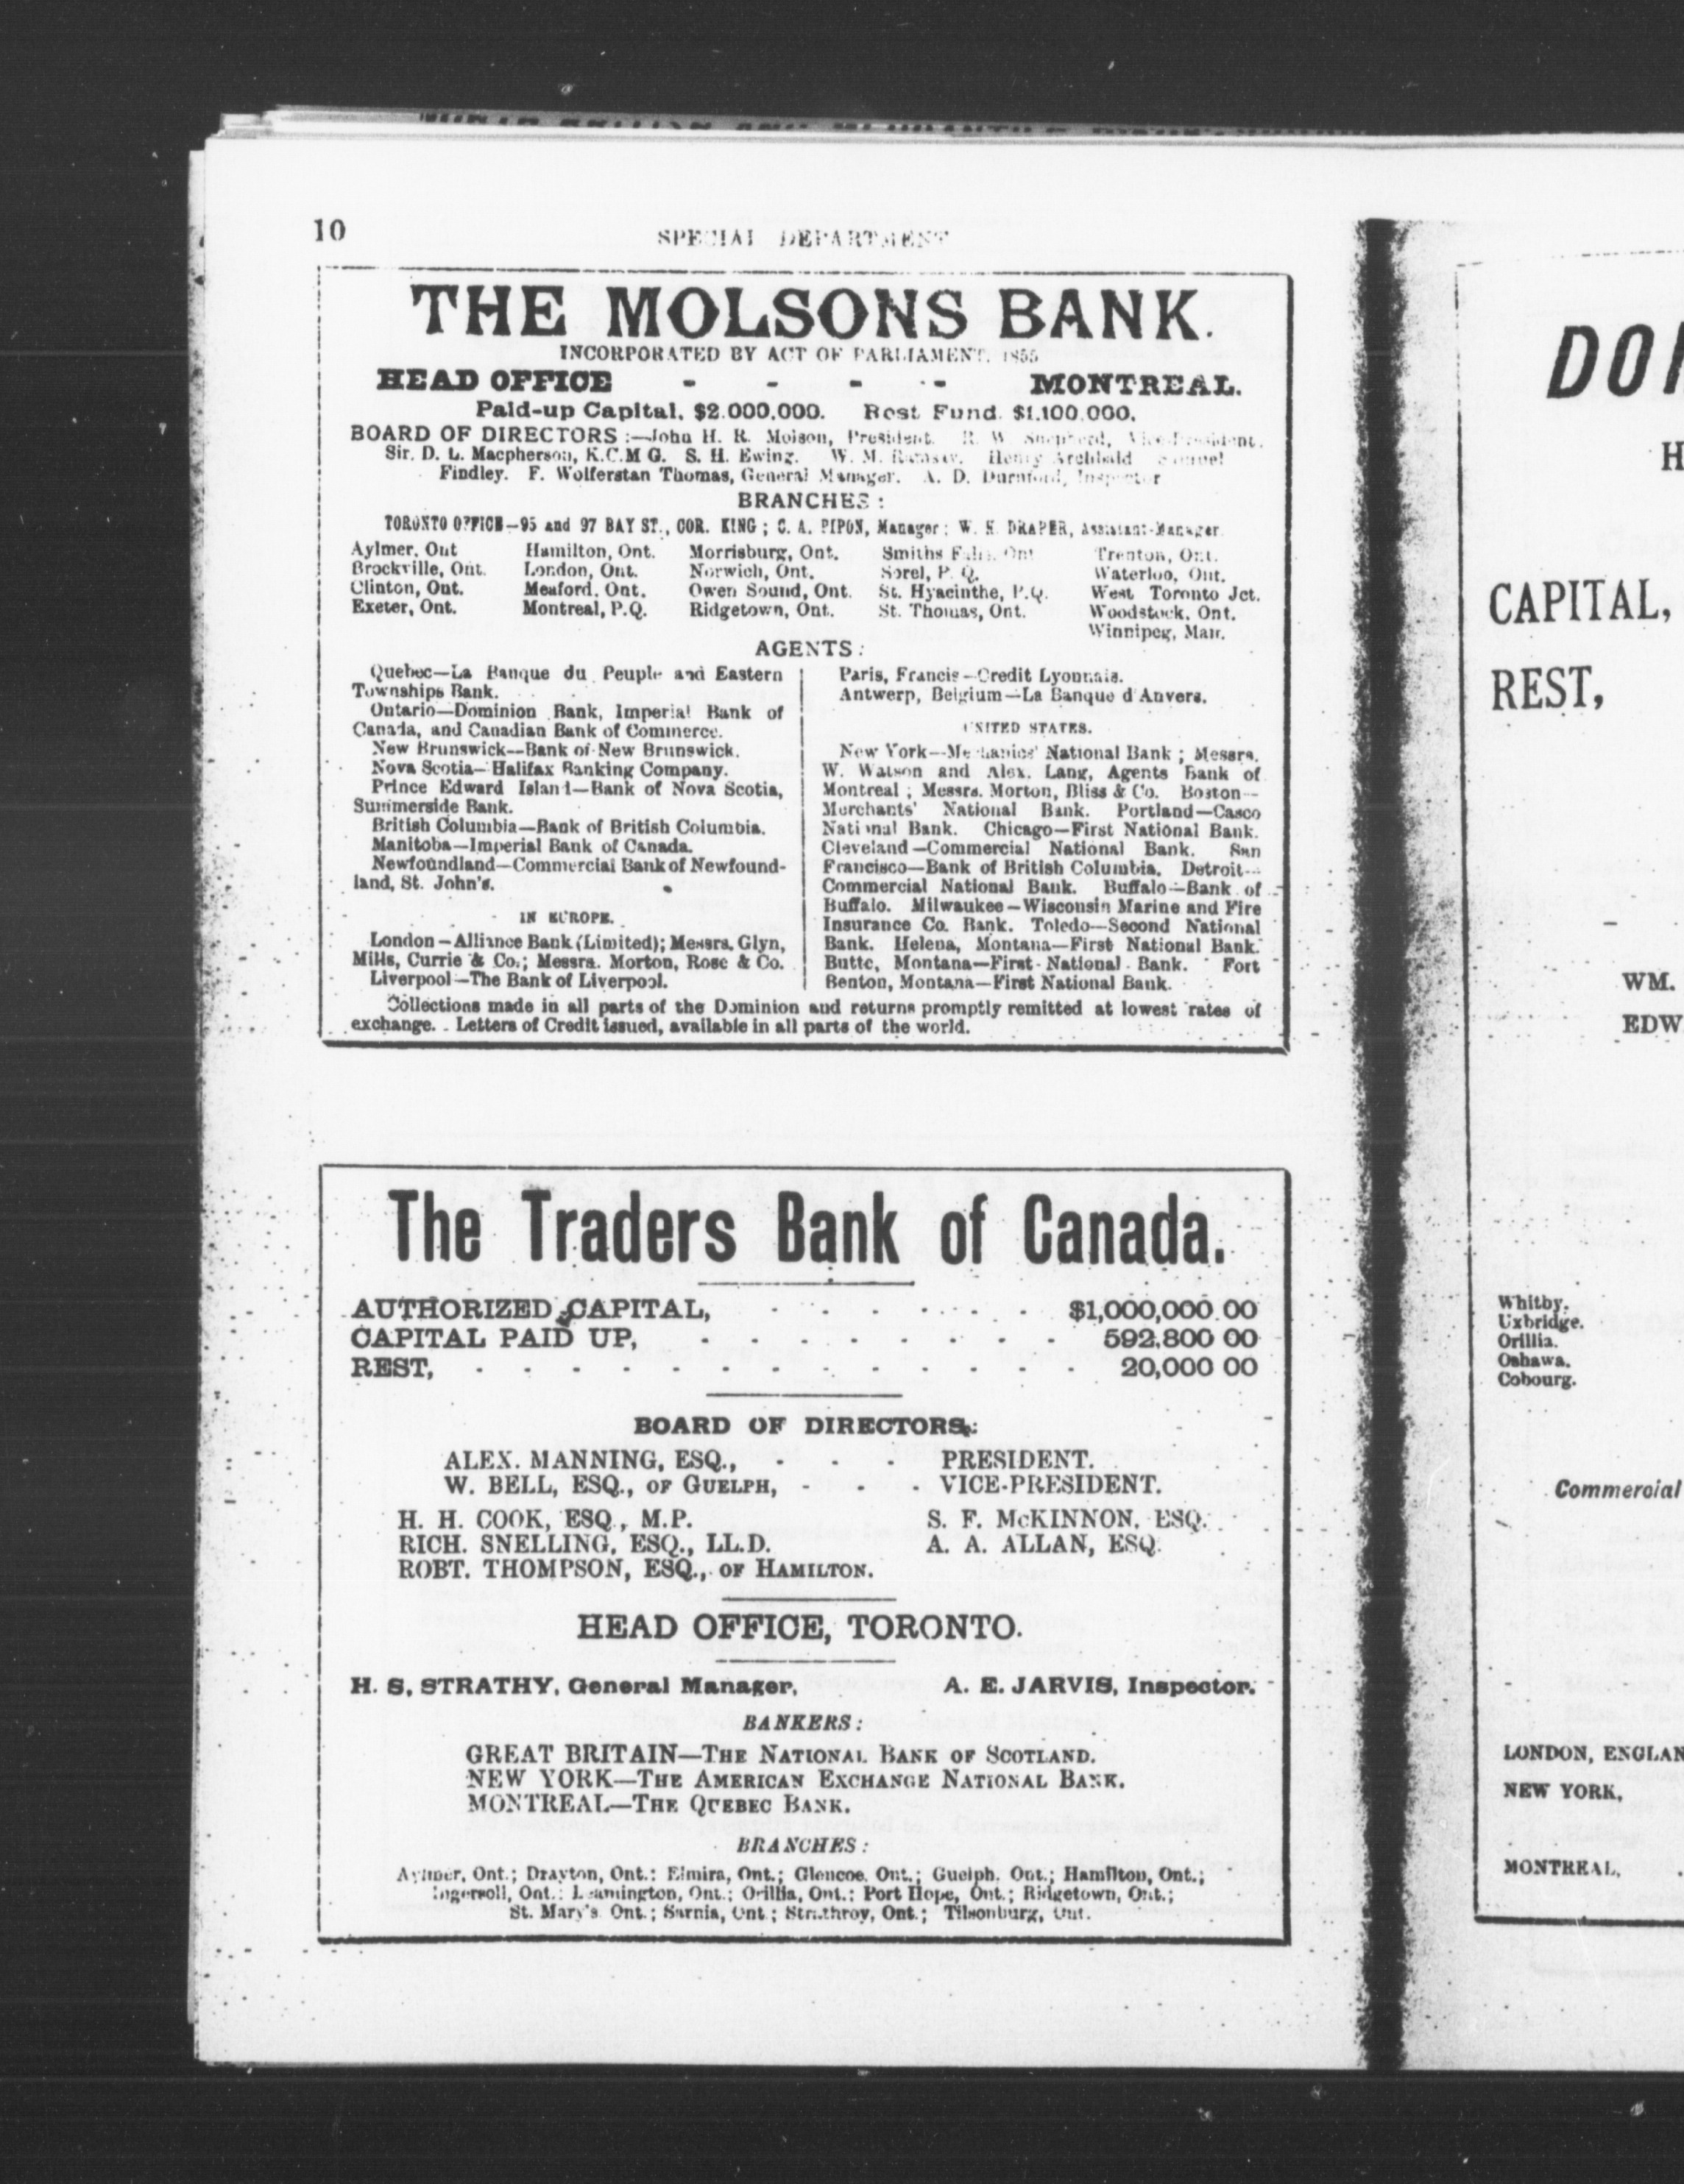 10
SPECIAL DEPARTMENT
THE MOLSONS BANK.
INCORPORATED BY ACT OF PARLIAMENT, 1855
HEAD OFFICE - - - - MONTREAL.
Paid-up Capital, $2.000,000. Rest Fund. $1,100,000.
BOARD OF DIRECTORS :—John H. R. Molson, President. R. W. Shepherd, Vice-President.
Sir. D. L. Macpherson, K.C.M G. S. H. Ewing. W. M. Ramsay. Henry Archibald Samuel
Findley. F. Wolferstan Thomas, General Manager. A. D. Durnford, Inspector
BRANCHES :
TORONTO OFFICE—95 and 97 BAY ST., COR. KING ; C. A. PIPON, Manager ; W. H. DRAPER, Assistant-Manager.
Aylmer, Ont Hamilton, Ont. Morrisburg, Ont. Smiths Falls, Ont Trenton, Ont.
Brockville, Ont. London, Ont. Norwich, Ont. Sorel, P. Q. Waterloo, Ont.
Clinton, Ont. Meaford, Ont. Owen Sound, Ont. St. Hyacinthe, P.Q. West Toronto Jct.
Exeter, Ont. Montreal, P.Q. Ridgetown, Ont. St. Thomas, Ont. Woodstock, Ont.
Winnipeg, Man.
AGENTS :
Quebec—La Banque du Peuple and Eastern
Townships Bank.
Ontario—Dominion Bank, Imperial Bank of
Canada, and Canadian Bank of Commerce.
New Brunswick—Bank of New Brunswick.
Nova Scotia—Halifax Banking Company.
Prince Edward Island—Bank of Nova Scotia,
Summerside Bank.
British Columbia—Bank of British Columbia.
Manitoba—Imperial Bank of Canada.
Newfoundland—Commercial Bank of Newfound-
land, St. John's.
IN EUROPE.
London—Alliance Bank (Limited); Messrs. Glyn,
Mills, Currie & Co.; Messrs. Morton, Rose & Co.
Liverpool—The Bank of Liverpool.
Paris, Francis—Credit Lyonnais.
Antwerp, Belgium—La Banque d'Anvers.
UNITED STATES.
New York—Mechanics' National Bank ; Messrs.
W. Watson and Alex. Lang, Agents Bank of
Montreal ; Messrs. Morton, Bliss & Co. Boston—
Merchants' National Bank. Portland—Casco
National Bank. Chicago—First National Bank.
Cleveland—Commercial National Bank. San
Francisco—Bank of British Columbia. Detroit—
Commercial National Bank. Buffalo—Bank of
Buffalo. Milwaukee—Wisconsin Marine and Fire
Insurance Co. Bank. Toledo—Second National
Bank. Helena, Montana—First National Bank.
Butte, Montana—First National Bank. Fort
Benton, Montana—First National Bank.
Collections made in all parts of the Dominion and returns promptly remitted at lowest rates of
exchange. Letters of Credit issued, available in all parts of the world.
The Traders Bank of Canada.
AUTHORIZED CAPITAL, - - - - - - $1,000,000.00
CAPITAL PAID UP, - - - - - - - - 592,800 00
REST, - - - - - - - - - - - - - 20,000 00
BOARD OF DIRECTORS:
ALEX. MANNING, ESQ., - - - PRESIDENT.
W. BELL, ESQ., OF GUELPH, - - - VICE-PRESIDENT.
H. H. COOK, ESQ., M.P. S. F. McKINNON, ESQ.
RICH. SNELLING, ESQ., LL.D. A. A. ALLAN, ESQ.
ROBT. THOMPSON, ESQ., OF HAMILTON.
HEAD OFFICE, TORONTO.
H. S. STRATHY, General Manager, A. E. JARVIS, Inspector.
BANKERS :
GREAT BRITAIN—THE NATIONAL BANK OF SCOTLAND.
NEW YORK—THE AMERICAN EXCHANGE NATIONAL BANK.
MONTREAL—THE QUEBEC BANK.
BRANCHES :
Aylmer, Ont.; Drayton, Ont.; Elmira, Ont.; Glencoe, Ont.; Guelph, Ont.; Hamilton, Ont.;
Ingersoll, Ont.; Leamington, Ont.; Orillia, Ont.; Port Hope, Ont.; Ridgetown, Ont.;
St. Mary's Ont.; Sarnia, Ont.; Strathroy, Ont.; Tilsonburg, Ont.
CAPITAL,
REST,
WM.
Whitby.
Uxbridge.
Orillia.
Oshawa.
Cobourg.
Commercial
LONDON,
NEW YORK,
MONTREAL,